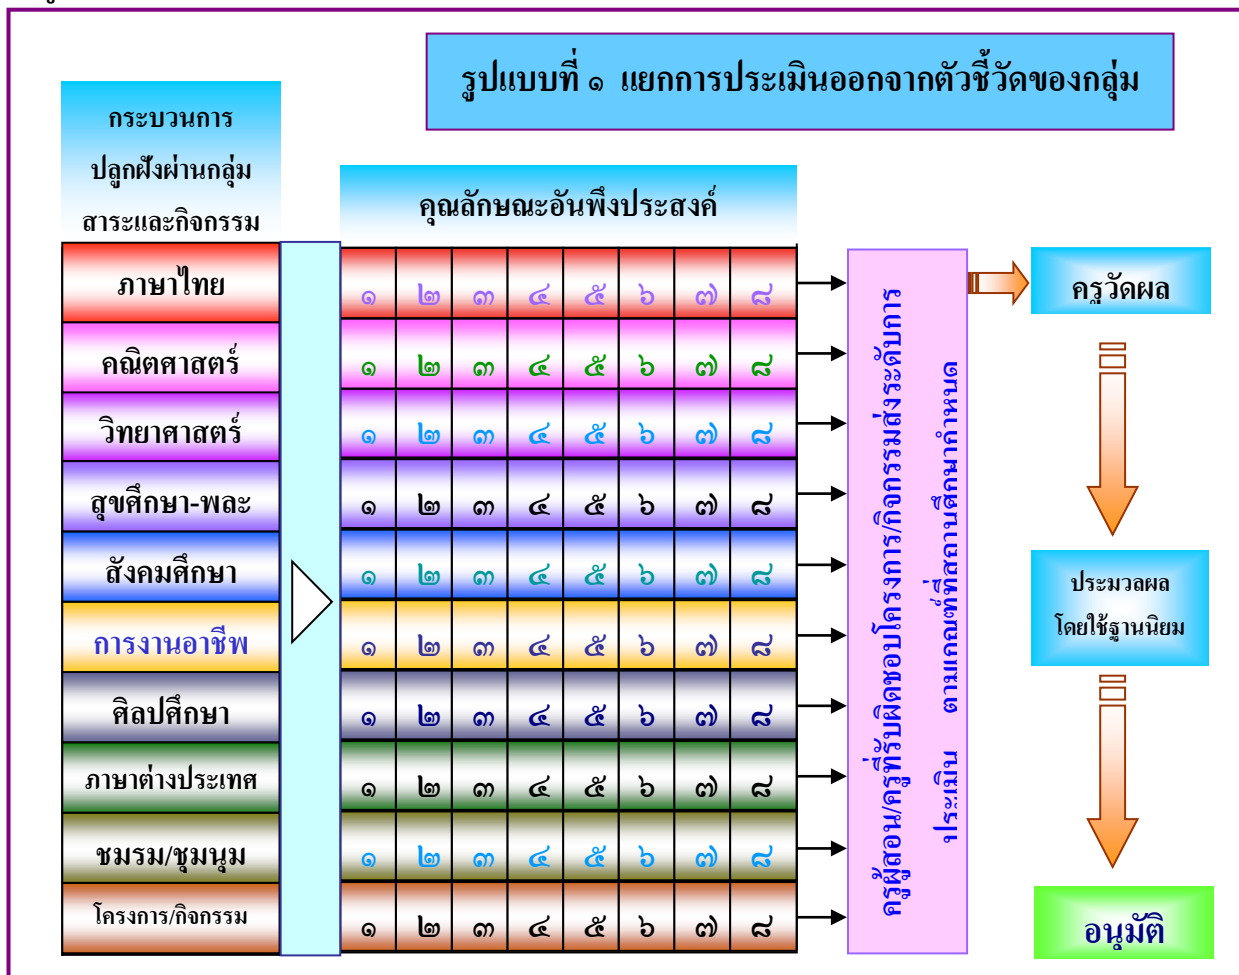 รูปแบบที่ ๑ แยกการประเมินออกจากตัวชี้วัดของกลุ่ม
กระบวนการ
ปลูกฝังผ่านกลุ่ม
สาระและกิจกรรม
คุณลักษณะอันพึงประสงค์
ภาษาไทย ๑ ๒ ๓ ๔ ๕ ๖ ๗ ๘
คณิตศาสตร์ ๑ ๒ ๓ ๔ ๕ ๖ ๗ ๘
วิทยาศาสตร์ ๑ ๒ ๓ ๔ ๕ ๖ ๗ ๘
สุขศึกษา-พละ ๑ ๒ ๓ ๔ ๕ ๖ ๗ ๘
สังคมศึกษา ๑ ๒ ๓ ๔ ๕ ๖ ๗ ๘
การงานอาชีพ ๑ ๒ ๓ ๔ ๕ ๖ ๗ ๘
ศิลปศึกษา ๑ ๒ ๓ ๔ ๕ ๖ ๗ ๘
ภาษาต่างประเทศ ๑ ๒ ๓ ๔ ๕ ๖ ๗ ๘
ชมรม/ชุมนุม ๑ ๒ ๓ ๔ ๕ ๖ ๗ ๘
โครงการ/กิจกรรม ๑ ๒ ๓ ๔ ๕ ๖ ๗ ๘
ครูผู้สอน/ครูที่รับผิดชอบโครงการ/กิจกรรมส่งระดับการ
ประเมิน ตามเกณฑ์ที่สถานศึกษากำหนด
ครูวัดผล
ประมวลผล
โดยใช้ฐานนิยม
อนุมัติ